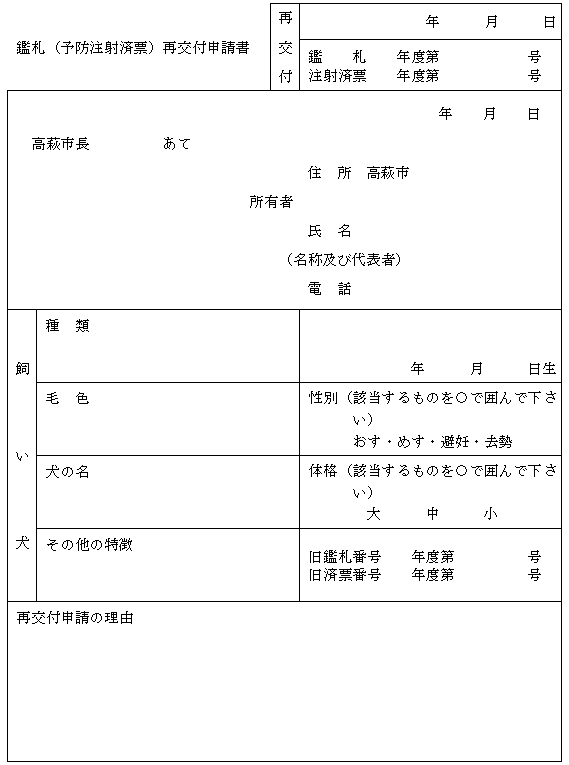 鑑札（予防注射済票）再交付申請書
再交付
年　月　日
鑑　札　年度第　号
注射済票　年度第　号
年　月　日
高萩市長　あて
住　所　高萩市
所有者
氏　名
（名称及び代表者）
電　話
飼い犬
種　類
年　月　日生
毛　色
性別（該当するものを○で囲んで下さ
い）
おす・めす・避妊・去勢
犬の名
体格（該当するものを○で囲んで下さ
い）
大　中　小
その他の特徴
旧鑑札番号　年度第　号
旧済票番号　年度第　号
再交付申請の理由